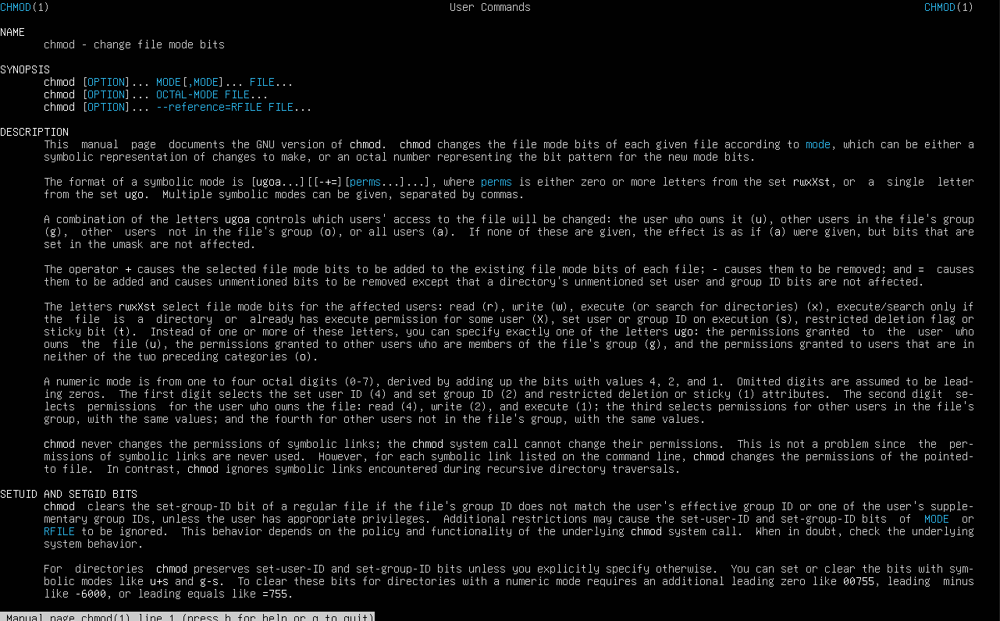 CHMOD(1) User Commands CHMOD(1)
NAME
chmod - change file mode bits
SYNOPSIS
chmod [OPTION]... MODE[,MODE]... FILE...
chmod [OPTION]... OCTAL-MODE FILE...
chmod [OPTION]... --reference=RFILE FILE...
DESCRIPTION
This manual page documents the GNU version of chmod. chmod changes the file mode bits of each given file according to mode, which can be either a
symbolic representation of changes to make, or an octal number representing the bit pattern for the new mode bits.
The format of a symbolic mode is [ugoa...][[-+=][perms...]...], where perms is either zero or more letters from the set rwxXst, or a single letter
from the set ugo. Multiple symbolic modes can be given, separated by commas.
A combination of the letters ugoa controls which users' access to the file will be changed: the user who owns it (u), other users in the file's group
(g), other users not in the file's group (o), or all users (a). If none of these are given, the effect is as if (a) were given, but bits that are
set in the umask are not affected.
The operator + causes the selected file mode bits to be added to the existing file mode bits of each file; - causes them to be removed; and = causes
them to be added and causes unmentioned bits to be removed except that a directory's unmentioned set user and group ID bits are not affected.
The letters rwxXst select file mode bits for the affected users: read (r), write (w), execute (or search for directories) (x), execute/search only if
the file is a directory or already has execute permission for some user (X), set user or group ID on execution (s), restricted deletion flag or
sticky bit (t). Instead of one or more of these letters, you can specify exactly one of the letters ugo: the permissions granted to the user who
owns the file (u), the permissions granted to other users who are members of the file's group (g), and the permissions granted to users that are in
neither of the two preceding categories (o).
A numeric mode is from one to four octal digits (0-7), derived by adding up the bits with values 4, 2, and 1. Omitted digits are assumed to be lead-
ing zeros. The first digit selects the set user ID (4) and set group ID (2) and restricted deletion or sticky (1) attributes. The second digit se-
lects permissions for the user who owns the file: read (4), write (2), and execute (1); the third selects permissions for other users in the file's
group, with the same values; and the fourth for other users not in the file's group, with the same values.
chmod never changes the permissions of symbolic links; the chmod system call cannot change their permissions. This is not a problem since the per-
missions of symbolic links are never used. However, for each symbolic link listed on the command line, chmod changes the permissions of the pointed-
to file. In contrast, chmod ignores symbolic links encountered during recursive directory traversals.
SETUID AND SETGID BITS
chmod clears the set-group-ID bit of a regular file if the file's group ID does not match the user's effective group ID or one of the user's supple-
mentary group IDs, unless the user has appropriate privileges. Additional restrictions may cause the set-user-ID and set-group-ID bits of MODE or
RFILE to be ignored. This behavior depends on the policy and functionality of the underlying chmod system call. When in doubt, check the underlying
system behavior.
For directories chmod preserves set-user-ID and set-group-ID bits unless you explicitly specify otherwise. You can set or clear the bits with sym-
bolic modes like u+s and g-s. To clear these bits for directories with a numeric mode requires an additional leading zero like 00755, leading minus
like -6000, or leading equals like =755.
Manual page chmod(1) line 1 (press h for help or q to quit)